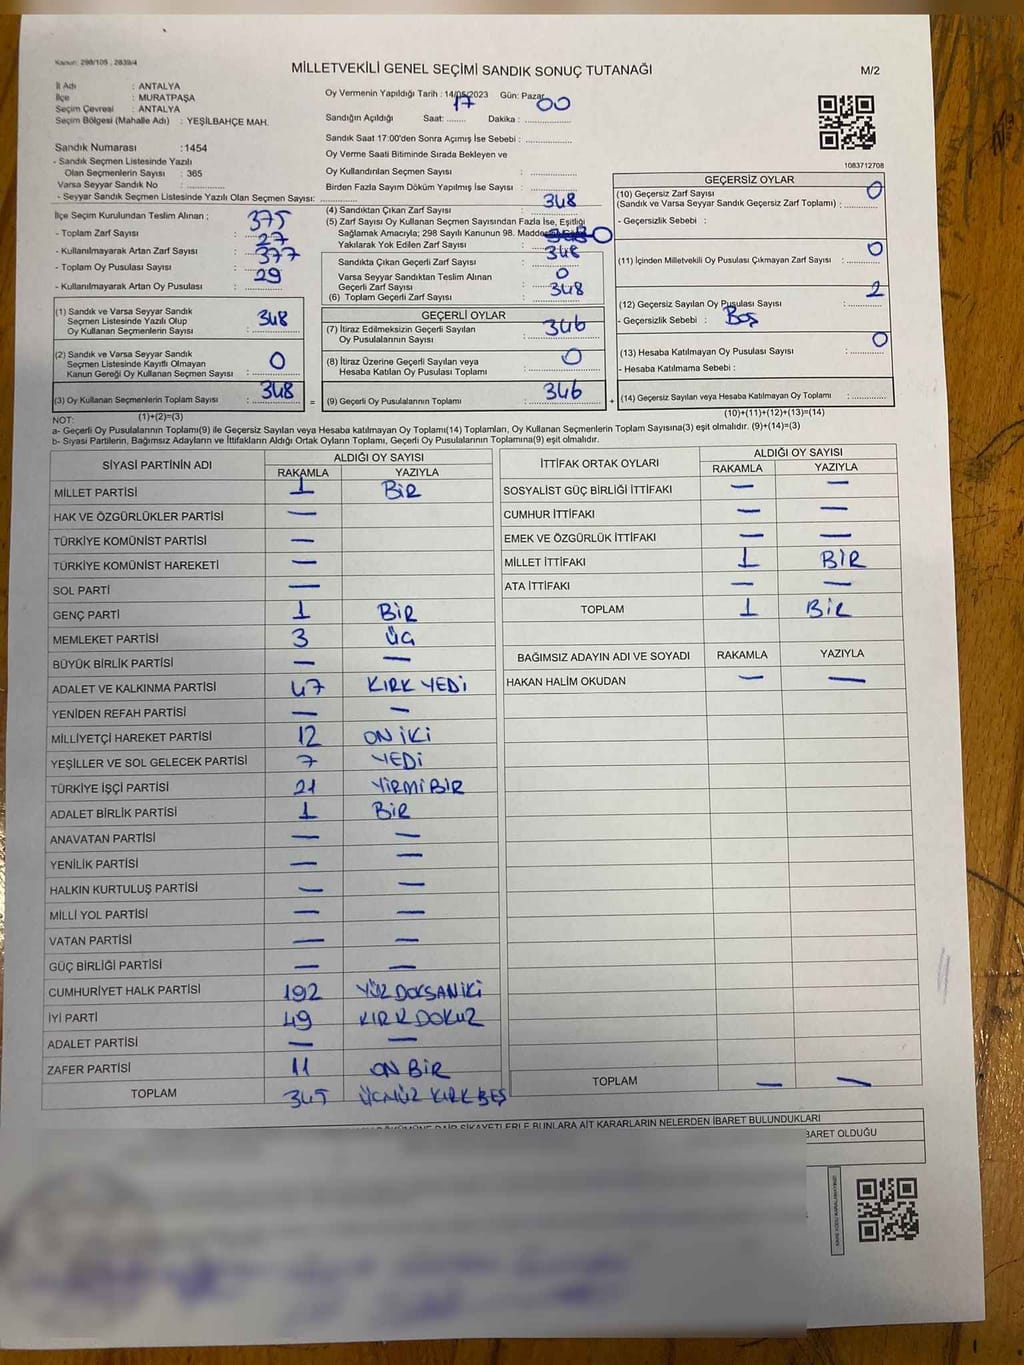 Kanun: 298/105 , 2839/4
MİLLETVEKİLİ GENEL SEÇİMİ SANDIK SONUÇ TUTANAĞI
M/2
İl Adı : ANTALYA
İlçe : MURATPAŞA
Seçim Çevresi : ANTALYA
Seçim Bölgesi (Mahalle Adı) : YEŞİLBAHÇE MAH.
Sandık Numarası : 1454
- Sandık Seçmen Listesinde Yazılı
Olan Seçmenlerin Sayısı : 365
Varsa Seyyar Sandık No : ..............
- Seyyar Sandık Seçmen Listesinde Yazılı Olan Seçmen Sayısı: ..............
Oy Vermenin Yapıldığı Tarih : 14/05/2023 Gün: Pazar
Sandığın Açıldığı Saat: 17 Dakika : 00
Sandık Saat 17:00'den Sonra Açımış İse Sebebi : ..............
Oy Verme Saati Bitiminde Sırada Bekleyen ve
Oy Kullandırılan Seçmen Sayısı : ..............
Birden Fazla Sayım Döküm Yapılmış İse Sayısı : ..............
1083712708
İlçe Seçim Kurulundan Teslim Alınan ;
- Toplam Zarf Sayısı : 375
- Kullanılmayarak Artan Zarf Sayısı : 27
- Toplam Oy Pusulası Sayısı : 377
- Kullanılmayarak Artan Oy Pusulası : 29
(1) Sandık ve Varsa Seyyar Sandık
Seçmen Listesinde Yazılı Olup
Oy Kullanan Seçmenlerin Sayısı : 348
(2) Sandık ve Varsa Seyyar Sandık
Seçmen Listesinde Kayıtlı Olmayan
Kanun Gereği Oy Kullanan Seçmen Sayısı : 0
(3) Oy Kullanan Seçmenlerin Toplam Sayısı : 348
(4) Sandıktan Çıkan Zarf Sayısı : 348
(5) Zarf Sayısı Oy Kullanan Seçmen Sayısından Fazla İse, Eşitliği
Sağlamak Amacıyla; 298 Sayılı Kanunun 98. Maddesine Göre
Yakılarak Yok Edilen Zarf Sayısı : 0
Sandıkta Çıkan Geçerli Zarf Sayısı : 348
Varsa Seyyar Sandıktan Teslim Alınan
Geçerli Zarf Sayısı : 0
(6) Toplam Geçerli Zarf Sayısı : 348
GEÇERLİ OYLAR
(7) İtiraz Edilmeksizin Geçerli Sayılan
Oy Pusulalarının Sayısı : 346
(8) İtiraz Üzerine Geçerli Sayılan veya
Hesaba Katılan Oy Pusulası Toplamı : 0
= (9) Geçerli Oy Pusulalarının Toplamı : 346 +
GEÇERSİZ OYLAR
(10) Geçersiz Zarf Sayısı
(Sandık ve Varsa Seyyar Sandık Geçersiz Zarf Toplamı) : 0
- Geçersizlik Sebebi :
(11) İçinden Milletvekili Oy Pusulası Çıkmayan Zarf Sayısı : 0
(12) Geçersiz Sayılan Oy Pusulası Sayısı : 2
- Geçersizlik Sebebi : Boş
(13) Hesaba Katılmayan Oy Pusulası Sayısı : 0
- Hesaba Katılmama Sebebi :
(14) Geçersiz Sayılan veya Hesaba Katılmayan Oy Toplamı : ..............
NOT: (1)+(2)=(3) (10)+(11)+(12)+(13)=(14)
a- Geçerli Oy Pusulalarının Toplamı(9) ile Geçersiz Sayılan veya Hesaba katılmayan Oy Toplamı(14) Toplamları, Oy Kullanan Seçmenlerin Toplam Sayısına(3) eşit olmalıdır. (9)+(14)=(3)
b- Siyasi Partilerin, Bağımsız Adayların ve İttifakların Aldığı Ortak Oyların Toplamı, Geçerli Oy Pusulalarının Toplamına(9) eşit olmalıdır.
SİYASİ PARTİNİN ADI ALDIĞI OY SAYISI
RAKAMLA YAZIYLA
MİLLET PARTİSİ 1 BİR
HAK VE ÖZGÜRLÜKLER PARTİSİ —
TÜRKİYE KOMÜNİST PARTİSİ —
TÜRKİYE KOMÜNİST HAREKETİ —
SOL PARTİ —
GENÇ PARTİ 1 BİR
MEMLEKET PARTİSİ 3 ÜÇ
BÜYÜK BİRLİK PARTİSİ — —
ADALET VE KALKINMA PARTİSİ 47 KIRK YEDİ
YENİDEN REFAH PARTİSİ — —
MİLLİYETÇİ HAREKET PARTİSİ 12 ON İKİ
YEŞİLLER VE SOL GELECEK PARTİSİ 7 YEDİ
TÜRKİYE İŞÇİ PARTİSİ 21 YİRMİ BİR
ADALET BİRLİK PARTİSİ 1 BİR
ANAVATAN PARTİSİ — —
YENİLİK PARTİSİ — —
HALKIN KURTULUŞ PARTİSİ — —
MİLLİ YOL PARTİSİ — —
VATAN PARTİSİ — —
GÜÇ BİRLİĞİ PARTİSİ — —
CUMHURİYET HALK PARTİSİ 192 YÜZ DOKSAN İKİ
İYİ PARTİ 49 KIRK DOKUZ
ADALET PARTİSİ — —
ZAFER PARTİSİ 11 ON BİR
TOPLAM 345 ÜÇYÜZ KIRK BEŞ
İTTİFAK ORTAK OYLARI ALDIĞI OY SAYISI
RAKAMLA YAZIYLA
SOSYALİST GÜÇ BİRLİĞİ İTTİFAKI — —
CUMHUR İTTİFAKI — —
EMEK VE ÖZGÜRLÜK İTTİFAKI — —
MİLLET İTTİFAKI 1 BİR
ATA İTTİFAKI — —
TOPLAM 1 BİR
BAĞIMSIZ ADAYIN ADI VE SOYADI RAKAMLA YAZIYLA
HAKAN HALİM OKUDAN — —
TOPLAM — —
DÖKÜMÜNE DAİR ŞİKAYETLERLE BUNLARA AİT KARARLARIN NELERDEN İBARET BULUNDUKLARI
BARET OLDUĞU